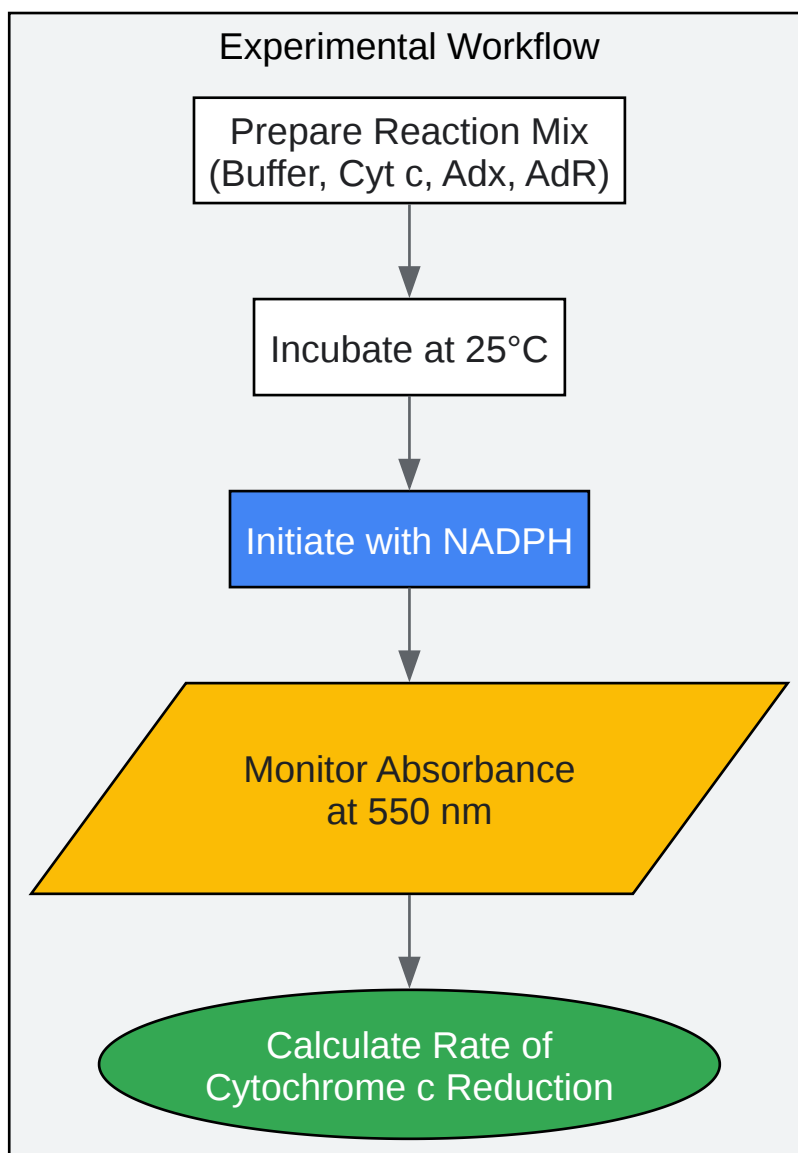 Experimental Workflow
Prepare Reaction Mix
(Buffer, Cyt c, Adx, AdR)
Incubate at 25°C
Initiate with NADPH
Monitor Absorbance
at 550 nm
Calculate Rate of
Cytochrome c Reduction